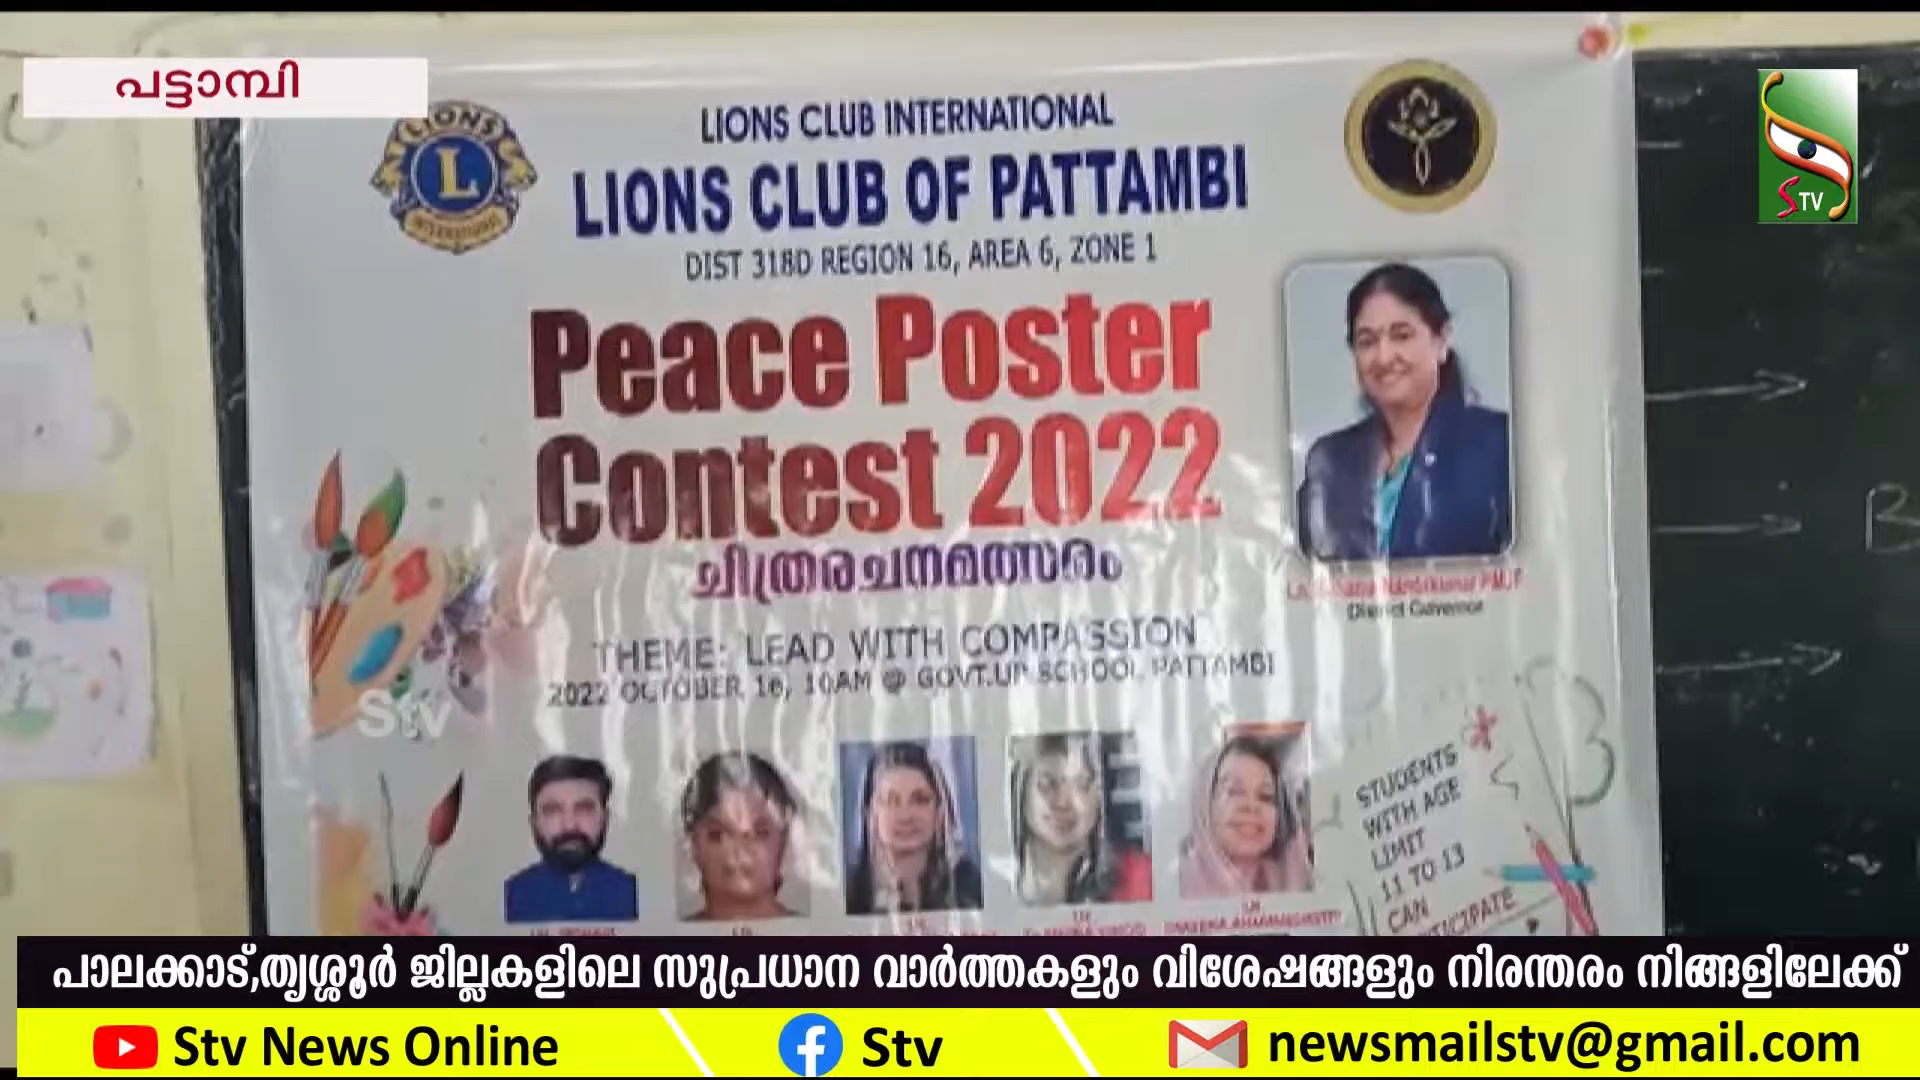 പട്ടാമ്പി
LIONS
L
INTERNATIONAL
LIONS CLUB INTERNATIONAL
LIONS CLUB OF PATTAMBI
DIST 318D REGION 16, AREA 6, ZONE 1
STV
Peace Poster
Contest 2022
ചിത്രരചനമത്സരം
District Governor
THEME: LEAD WITH COMPASSION
2022 OCTOBER 16, 10AM @ GOVT.UP SCHOOL PATTAMBI
Stv
STUDENTS
WITH AGE
LIMIT
11 TO 13
CAN
B
പാലക്കാട്,തൃശ്ശൂർ ജില്ലകളിലെ സുപ്രധാന വാർത്തകളും വിശേഷങ്ങളും നിരന്തരം നിങ്ങളിലേക്ക്
Stv News Online
Stv
newsmailstv@gmail.com